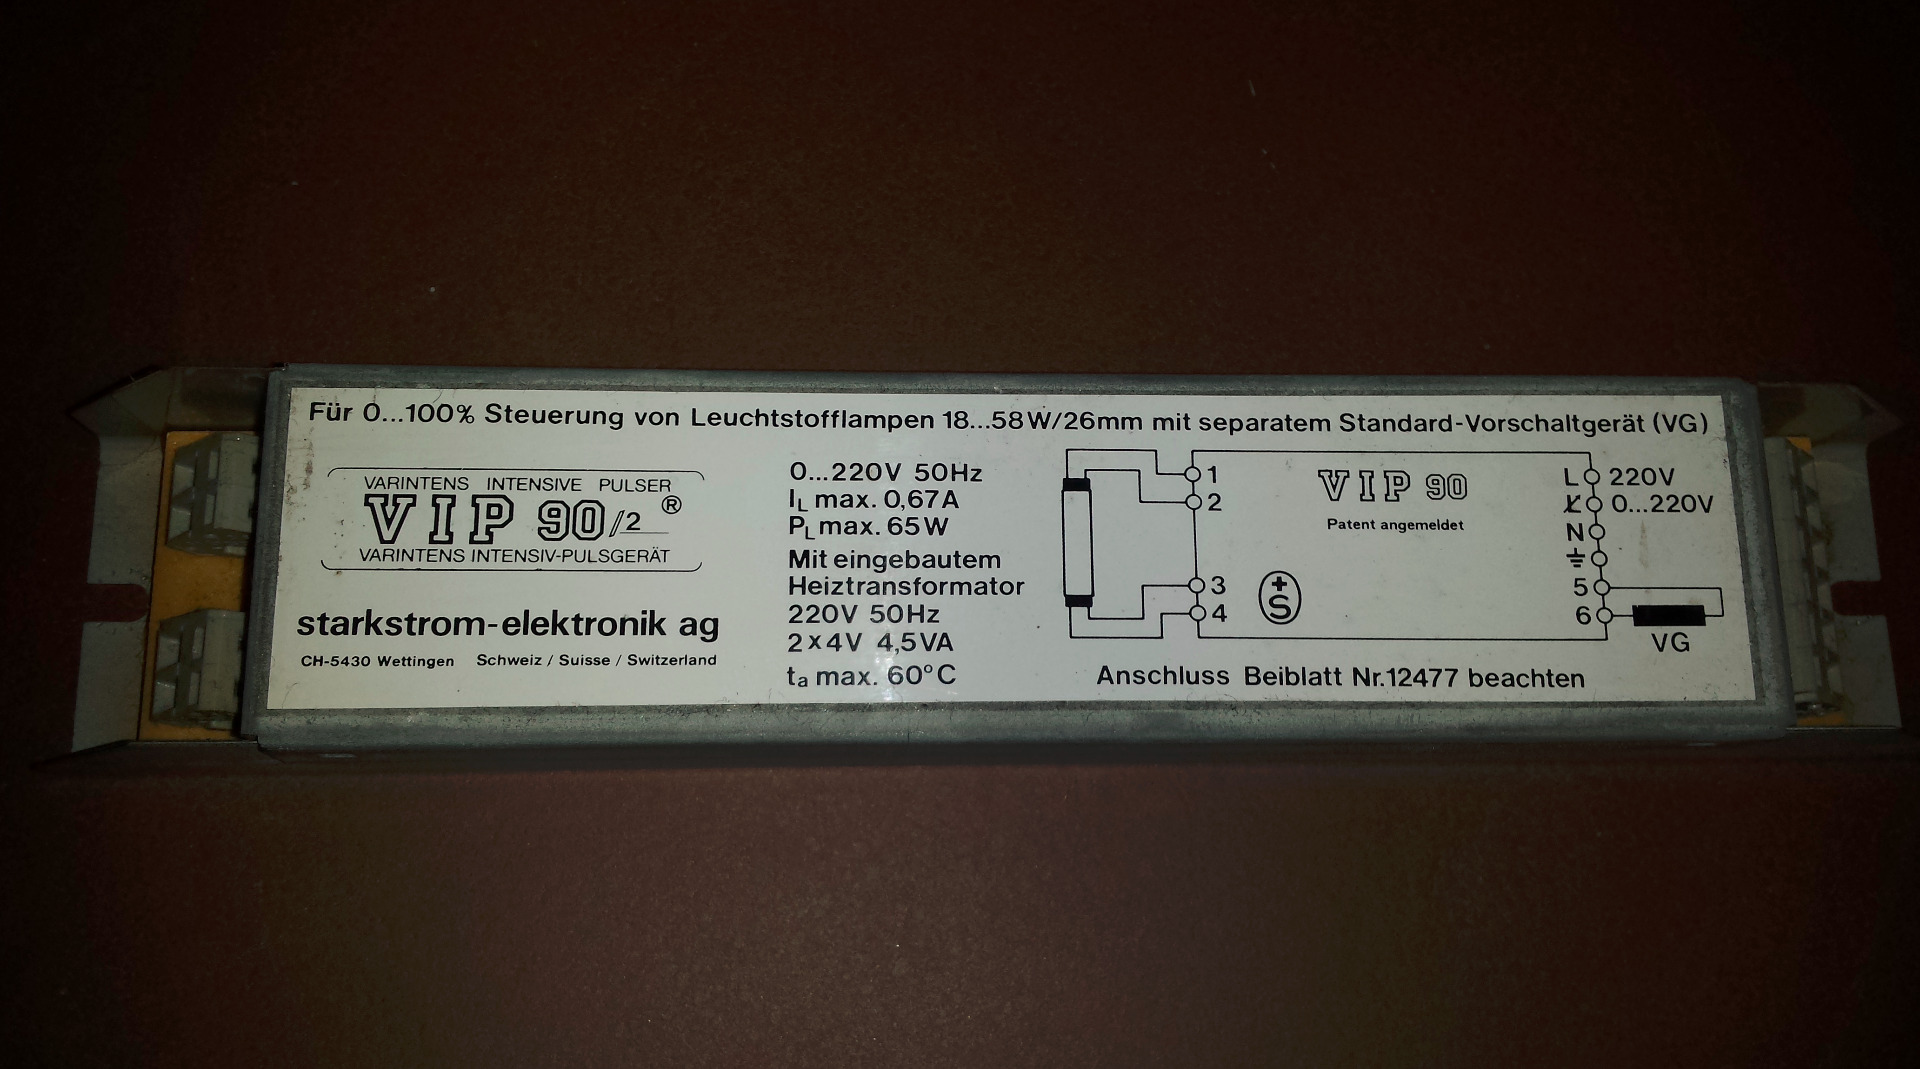 Für 0...100% Steuerung von Leuchtstofflampen 18...58W/26mm mit separatem Standard-Vorschaltgerät (VG)
VARINTENS INTENSIVE PULSER
VIP 90/2 ®
VARINTENS INTENSIV-PULSGERÄT
starkstrom-elektronik ag
CH-5430 Wettingen Schweiz / Suisse / Switzerland
0...220V 50Hz
IL max. 0,67A
PL max. 65W
Mit eingebautem
Heiztransformator
220V 50Hz
2x4V 4,5VA
ta max. 60°C
1
2
3
4
+S
VIP 90
Patent angemeldet
L 220V
Ɫ 0...220V
N
⏚
5
6
VG
Anschluss Beiblatt Nr.12477 beachten